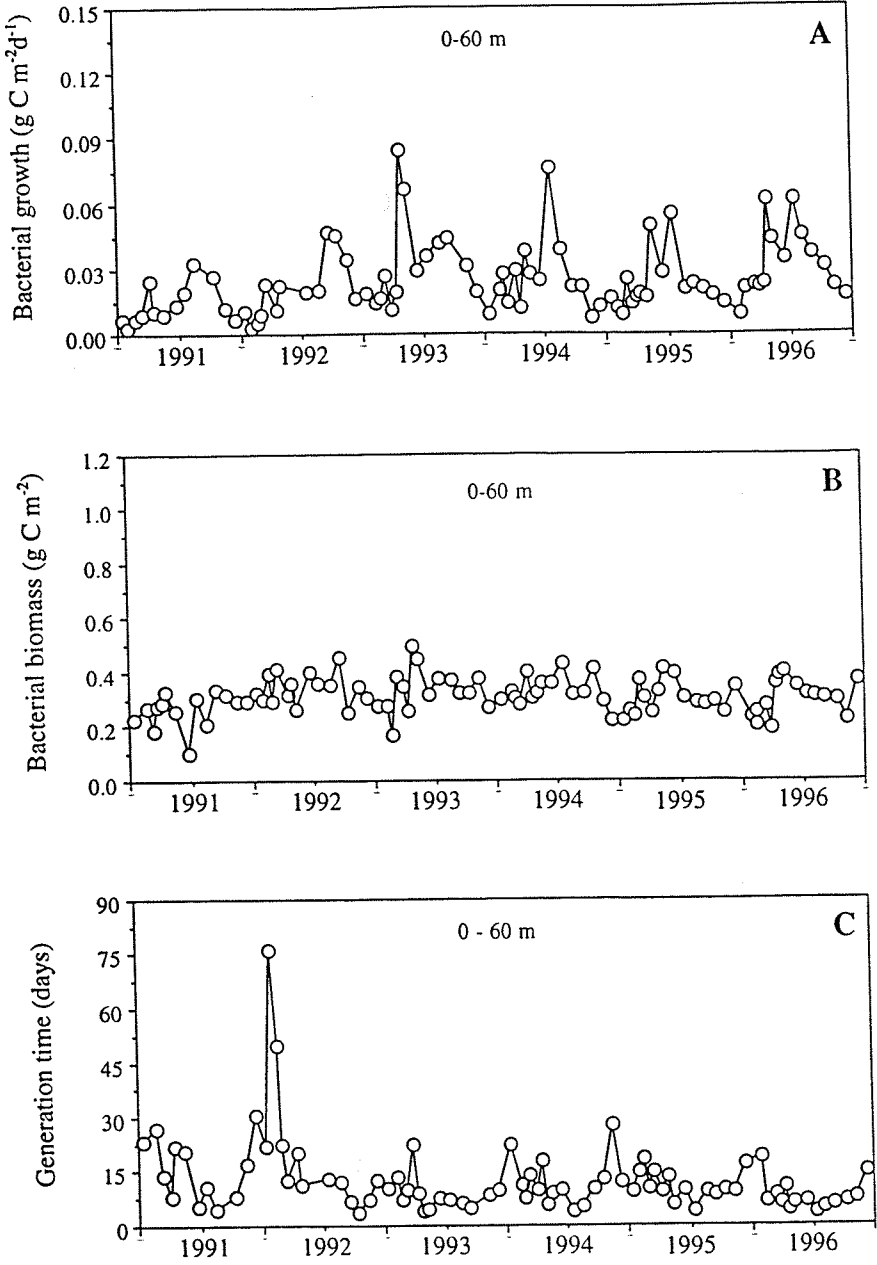 0.15
0-60 m
A
0.12
0.09
0.06
0.03
0.00
Bacterial growth (g C m-2d-1)
1991 1992 1993 1994 1995 1996
1.2
0-60 m
B
1.0
0.8
0.6
0.4
0.2
0.0
Bacterial biomass (g C m-2)
1991 1992 1993 1994 1995 1996
90
0 - 60 m
C
75
60
45
30
15
0
Generation time (days)
1991 1992 1993 1994 1995 1996